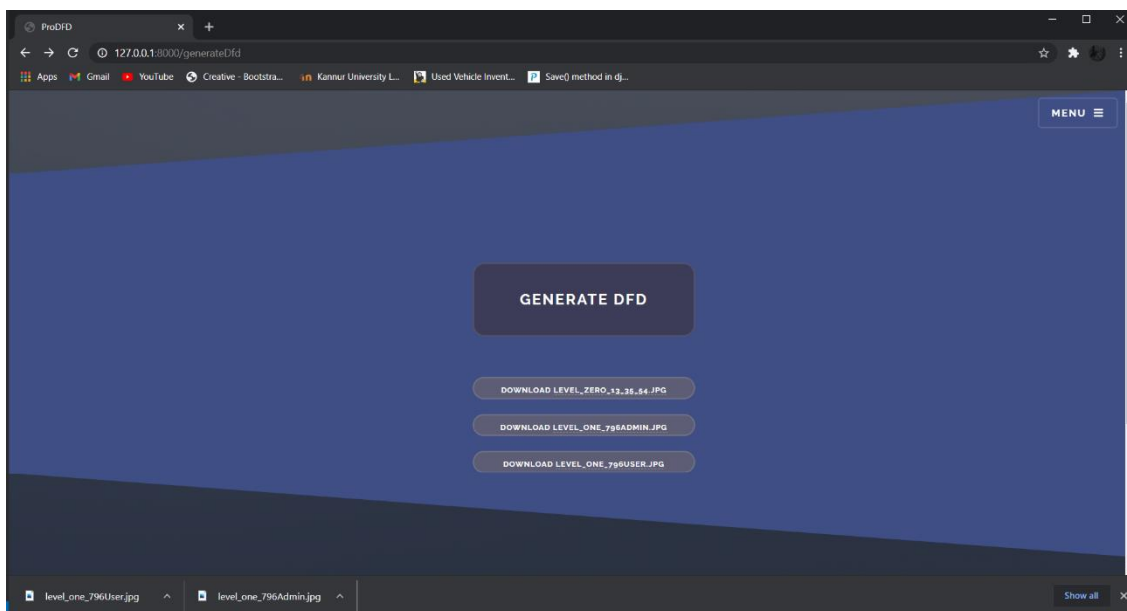 ProDFD
127.0.0.1:8000/generateDfd
Apps Gmail YouTube Creative - Bootstra... Kannur University L... Used Vehicle Invent... Save() method in dj...
MENU
GENERATE DFD
DOWNLOAD LEVEL_ZERO_13_35_54.JPG
DOWNLOAD LEVEL_ONE_796ADMIN.JPG
DOWNLOAD LEVEL_ONE_796USER.JPG
level_one_796User.jpg level_one_796Admin.jpg Show all